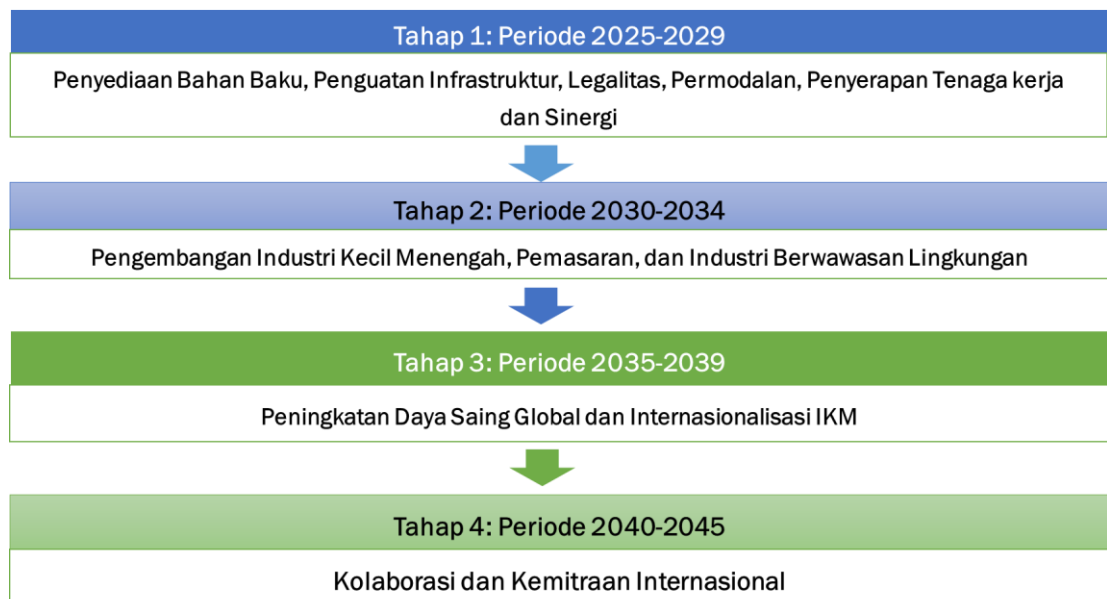 Tahap 1: Periode 2025-2029
Penyediaan Bahan Baku, Penguatan Infrastruktur, Legalitas, Permodalan, Penyerapan Tenaga kerja
dan Sinergi
Tahap 2: Periode 2030-2034
Pengembangan Industri Kecil Menengah, Pemasaran, dan Industri Berwawasan Lingkungan
Tahap 3: Periode 2035-2039
Peningkatan Daya Saing Global dan Internasionalisasi IKM
Tahap 4: Periode 2040-2045
Kolaborasi dan Kemitraan Internasional